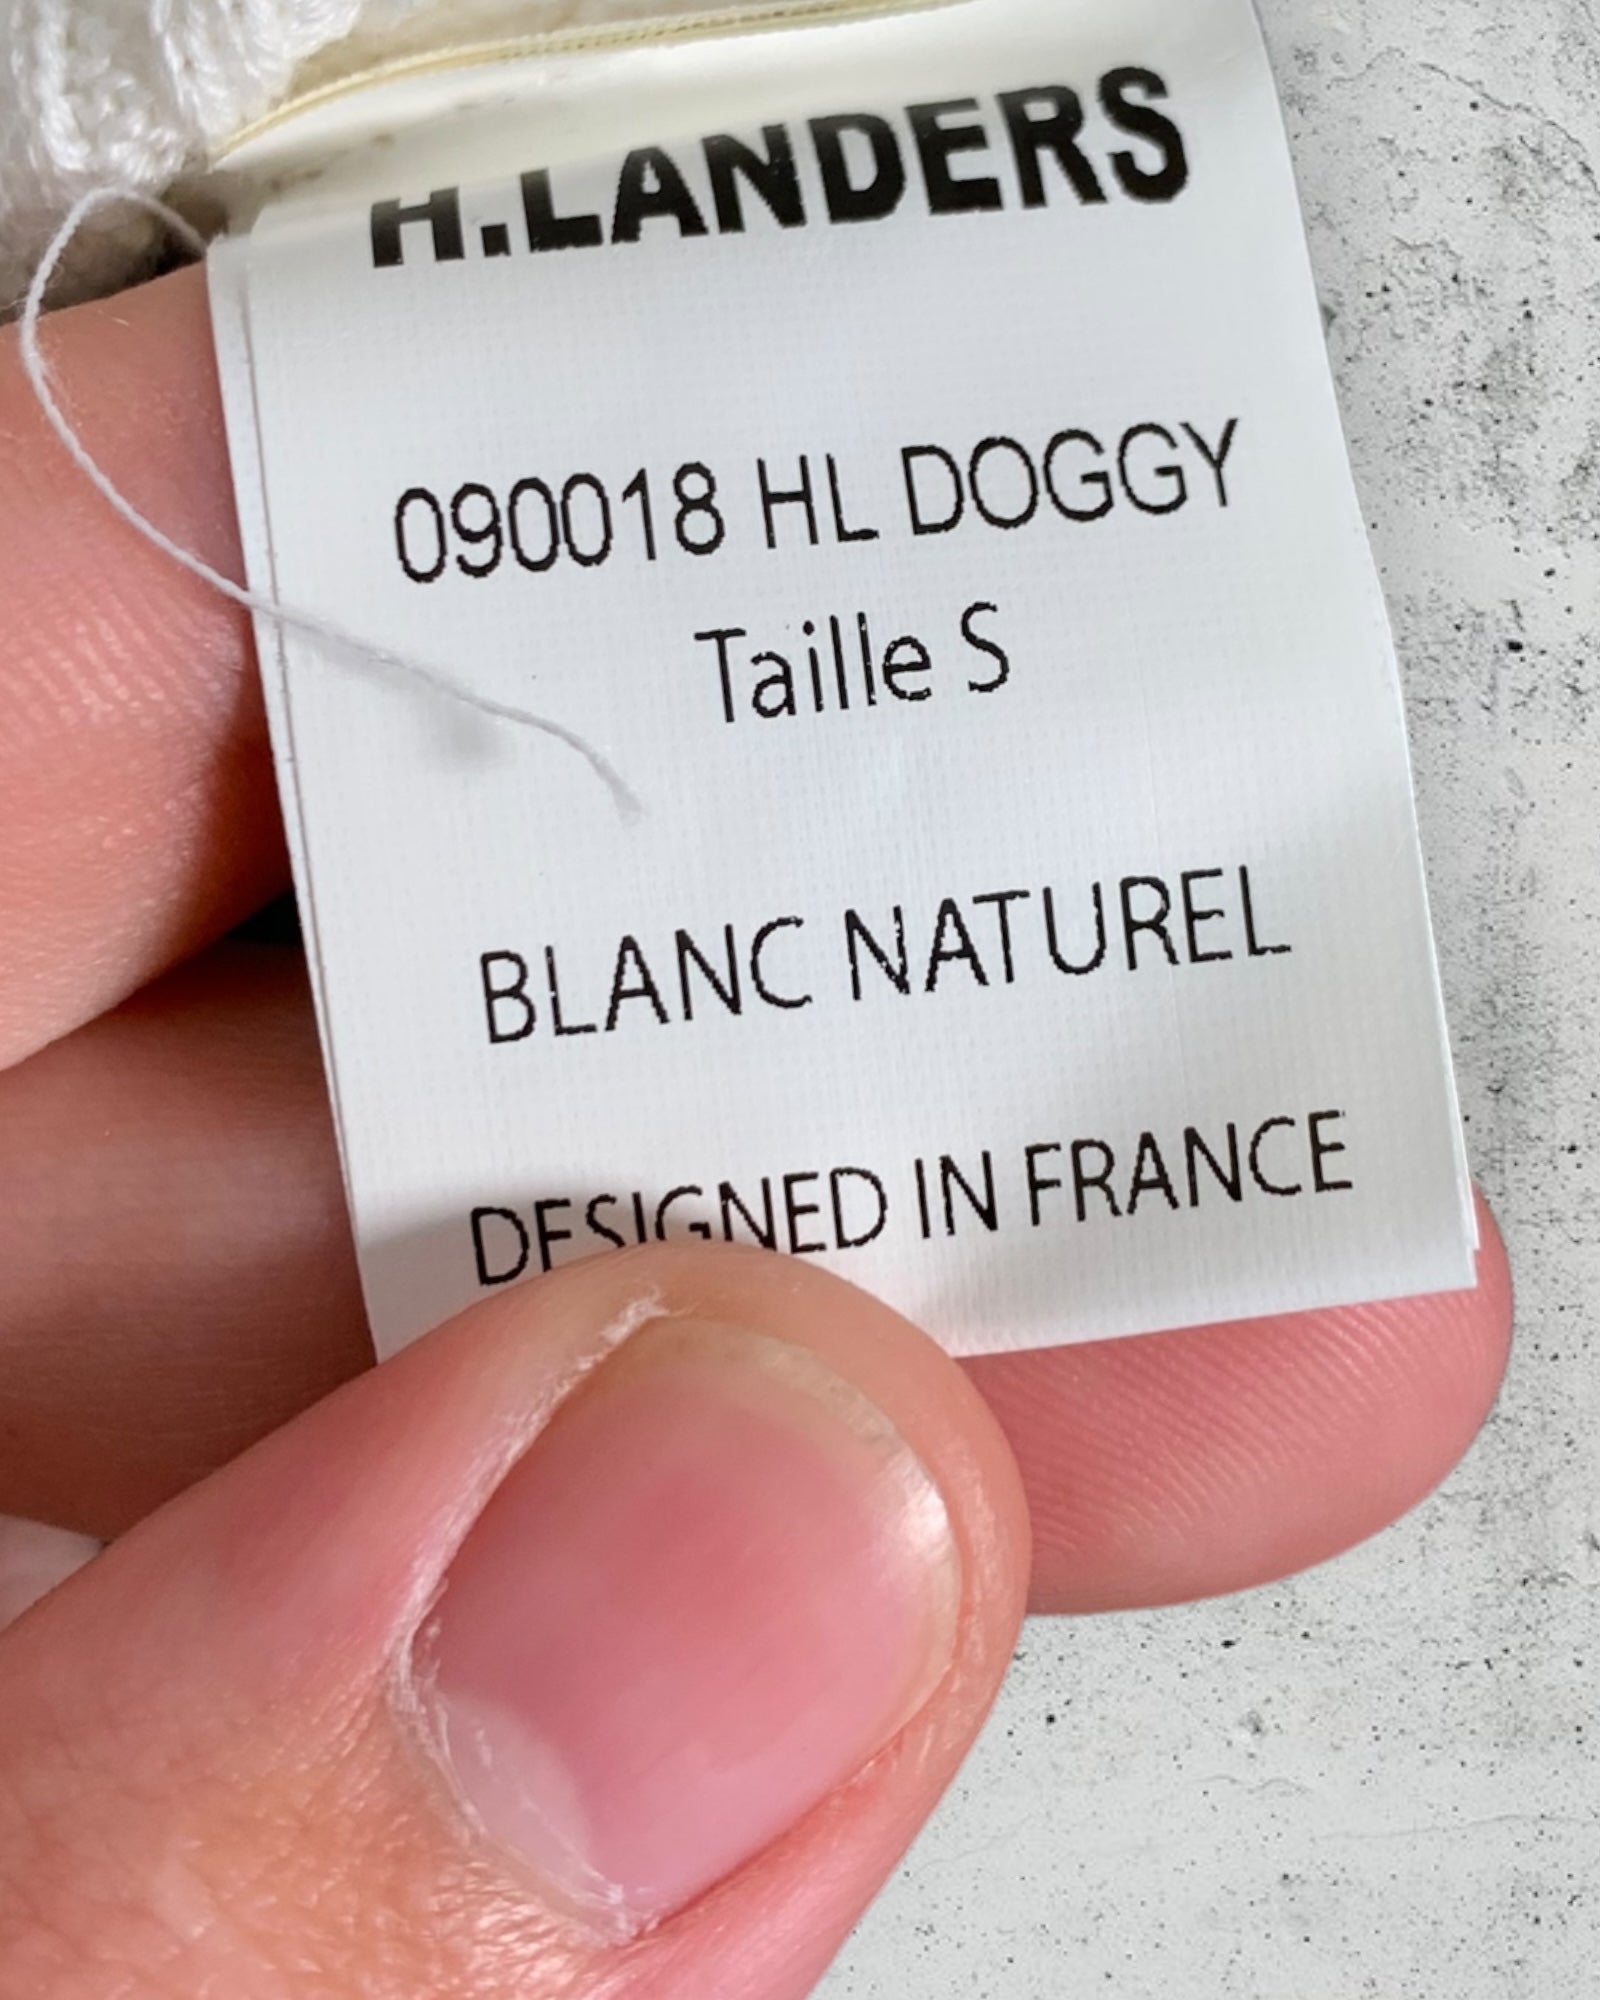 H.LANDERS
090018 HL DOGGY
Taille S
BLANC NATUREL
DESIGNED IN FRANCE